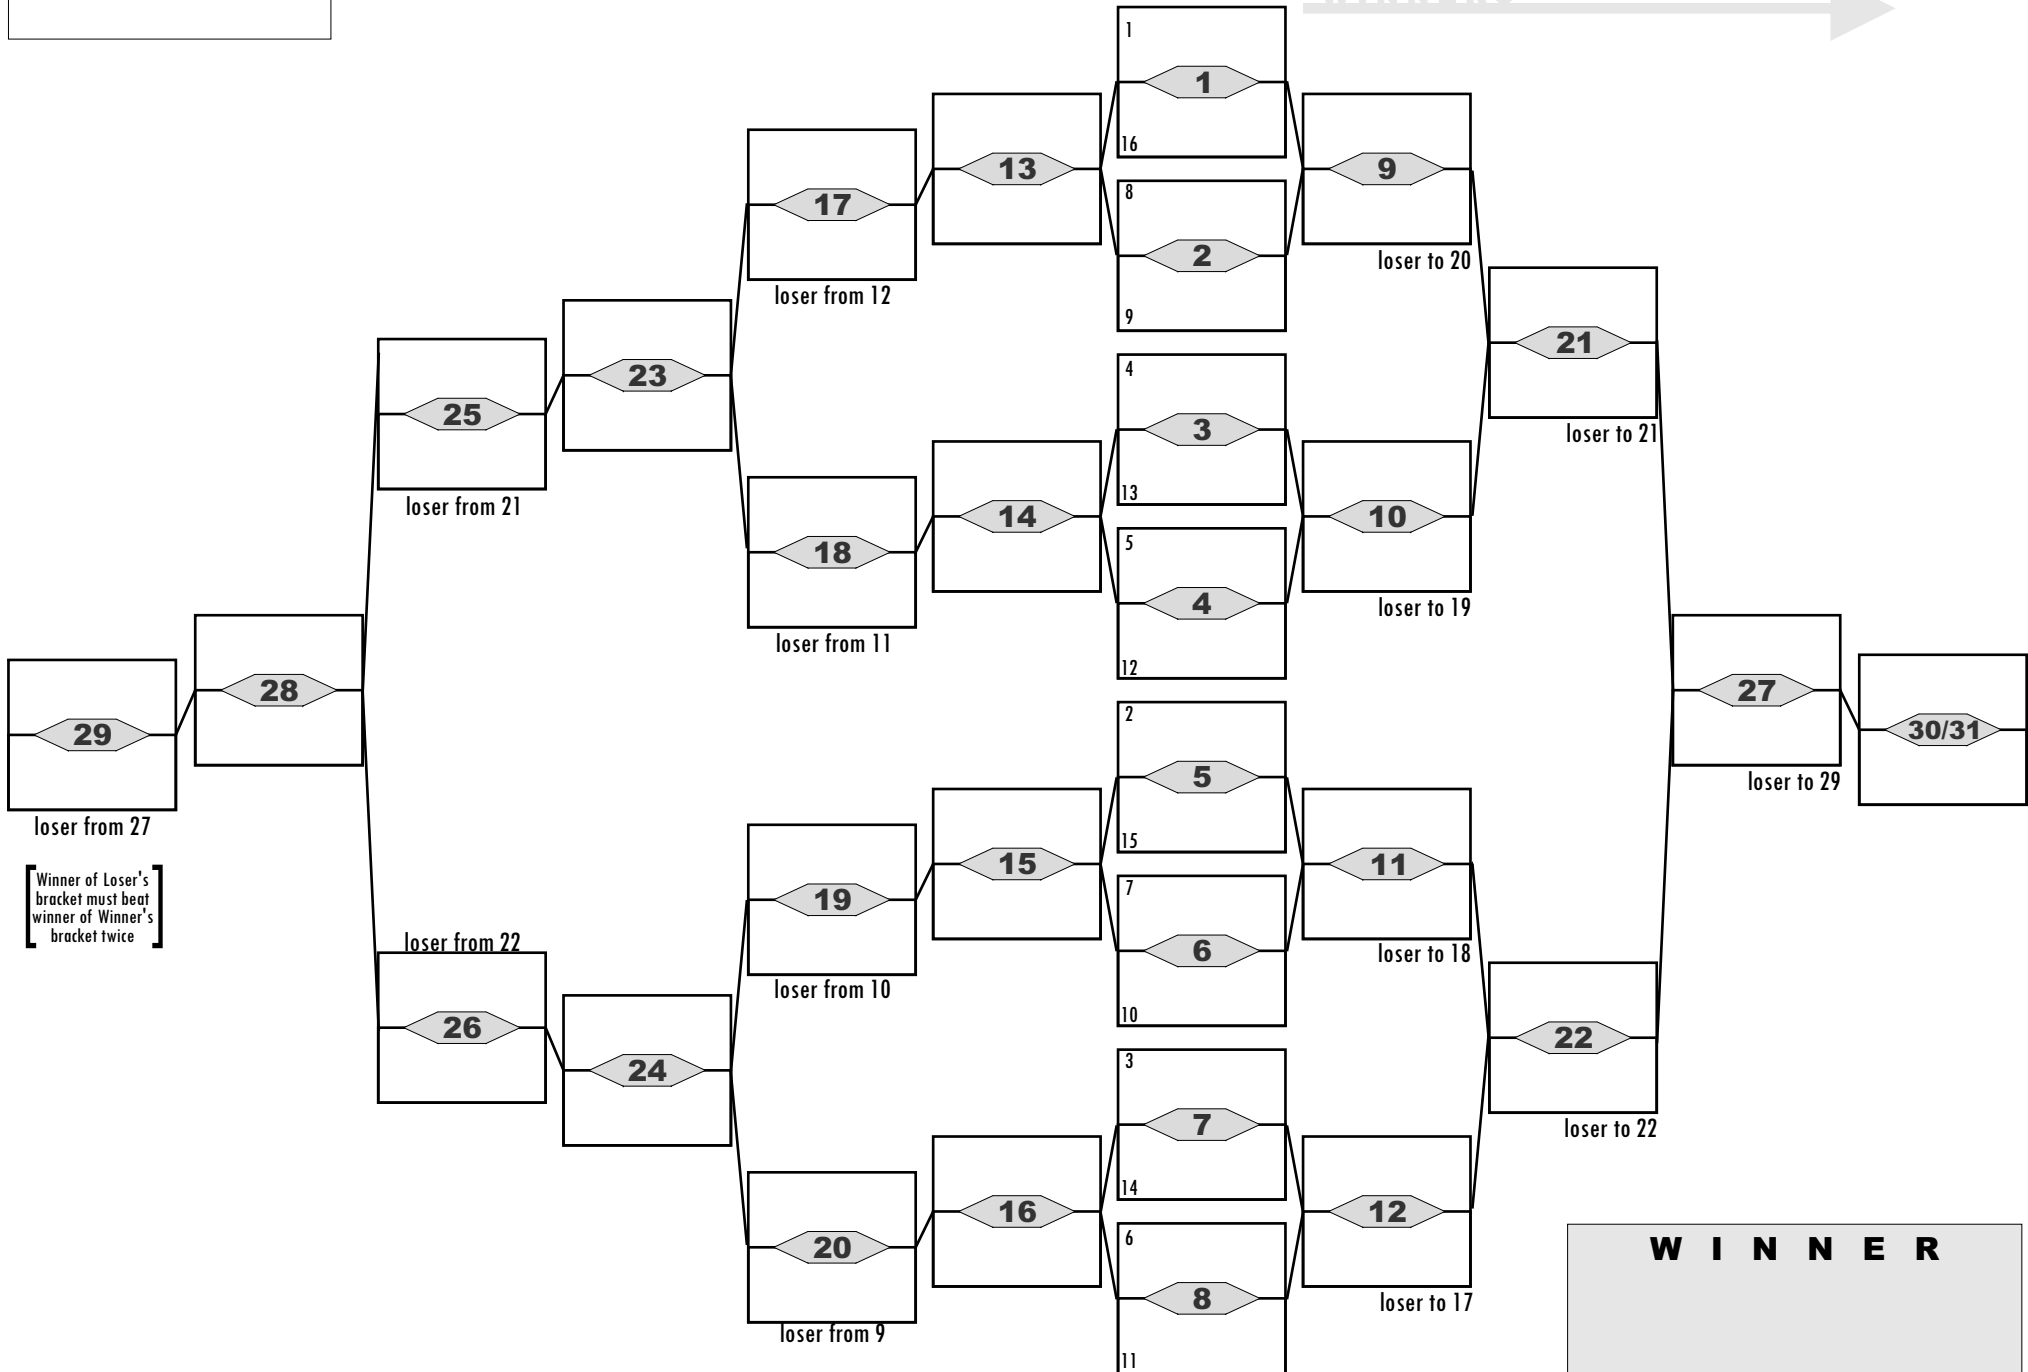 1
1
16
13
9
8
17
2
loser to 20
loser from 12
9
21
4
23
3
25
loser to 21
13
loser from 21
14
10
5
18
4
loser to 19
loser from 11
12
28
27
2
29
30/31
5
loser to 29
loser from 27
15
15
11
7
Winner of Loser's
bracket must beat
winner of Winner's
bracket twice
19
6
loser from 22
loser to 18
loser from 10
10
26
22
3
24
7
loser to 22
14
16
12
6
20
WINNER
8
loser to 17
loser from 9
11